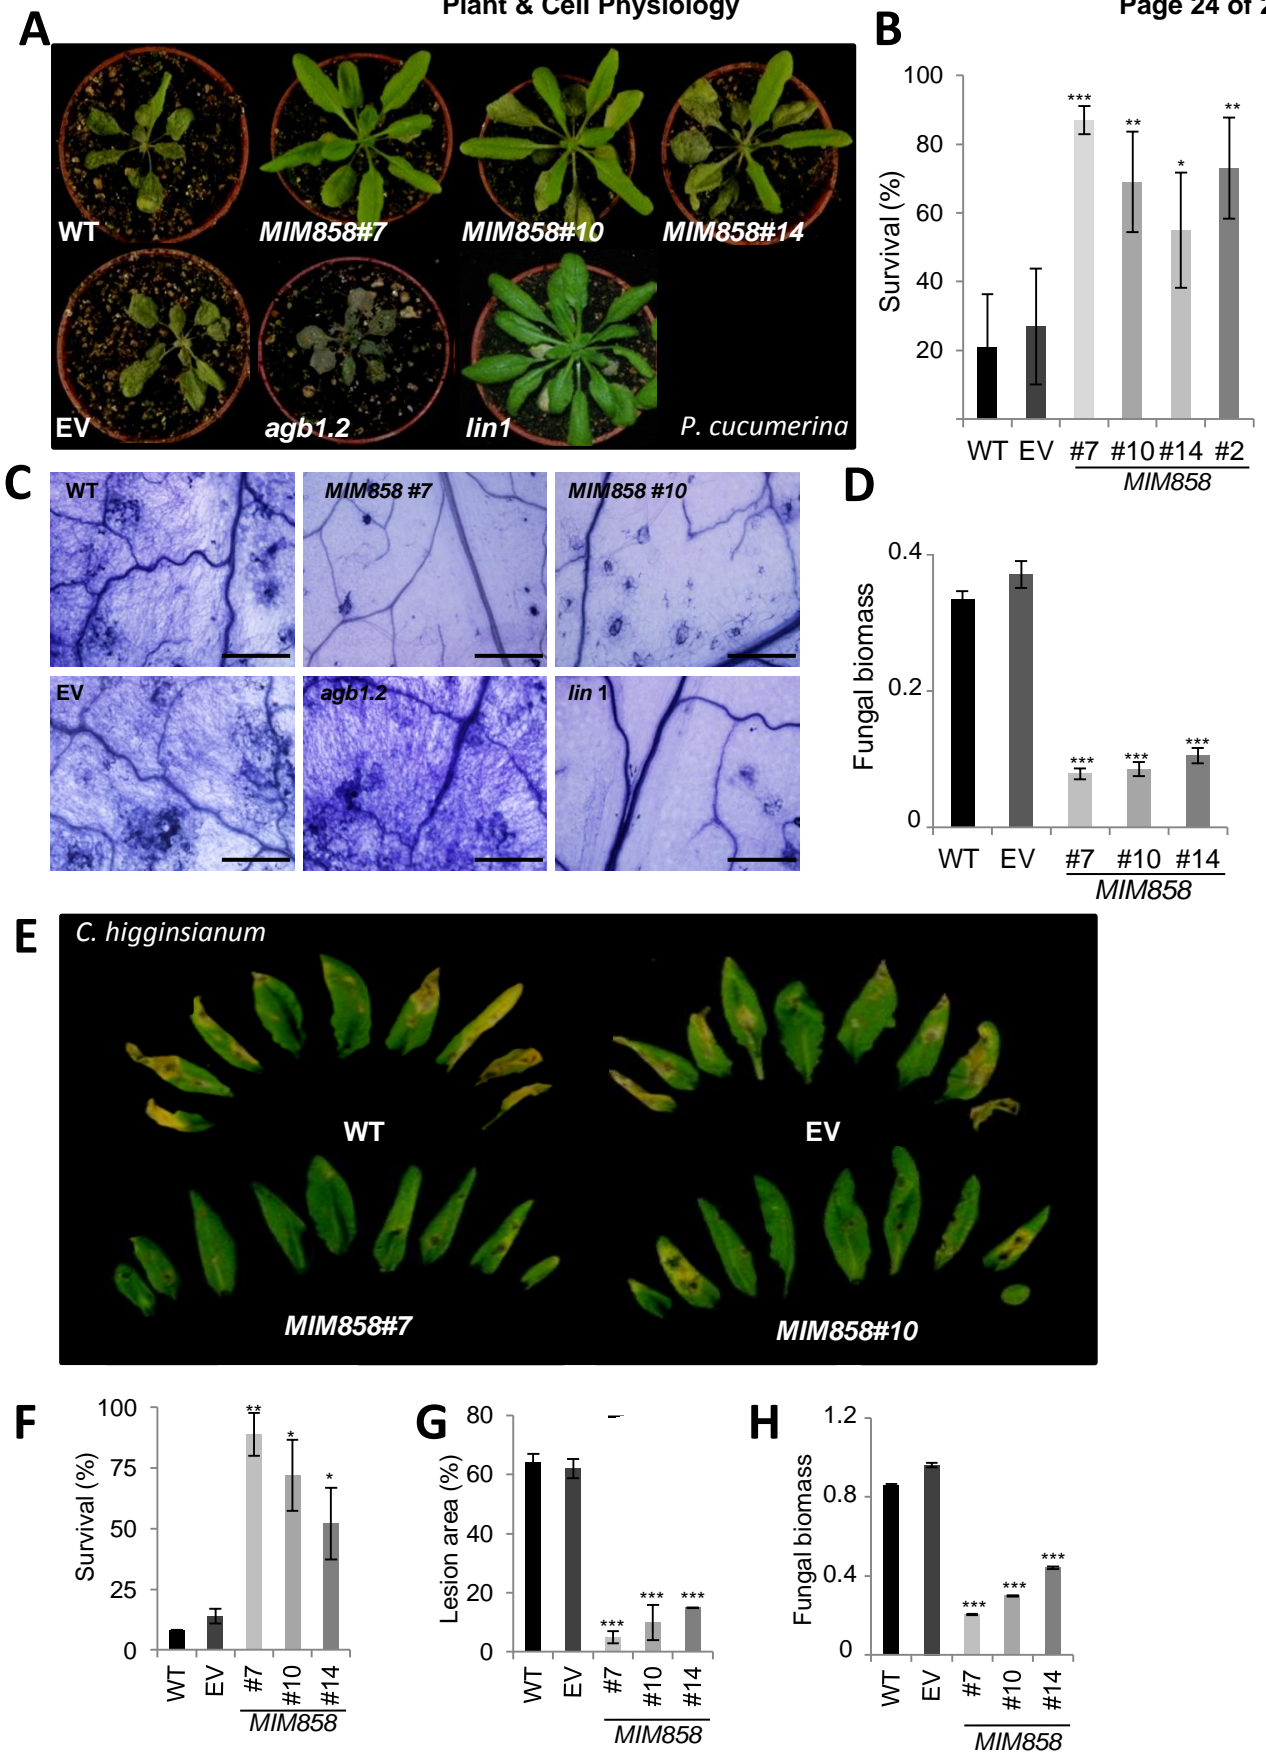 Plant & Cell Physiology
Page 24 of 2
A
WT
MIM858#7
MIM858#10
MIM858#14
EV
agb1.2
lin1
P. cucumerina
B
Survival (%)
100
80
60
40
20
***
**
*
**
WT EV #7 #10 #14 #2
MIM858
C
WT
MIM858 #7
MIM858 #10
EV
agb1.2
lin 1
D
Fungal biomass
0.4
0.2
0
***
***
***
WT EV #7 #10 #14
MIM858
E
C. higginsianum
WT
EV
MIM858#7
MIM858#10
F
Survival (%)
100
75
50
25
0
**
*
*
WT EV #7 #10 #14
MIM858
G
Lesion area (%)
80
60
40
20
0
***
***
***
WT EV #7 #10 #14
MIM858
H
Fungal biomass
1.2
0.8
0.4
0
***
***
***
WT EV #7 #10 #14
MIM858